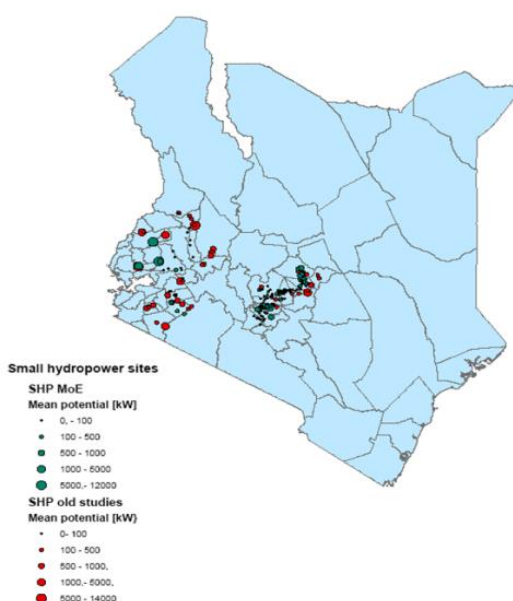 Small hydropower sites
SHP MoE
Mean potential [kW]
0, - 100
100 - 500
500 - 1000
1000 - 5000
5000,- 12000
SHP old studies
Mean potential [kW}
0- 100
100 - 500
500 - 1000,
1000,- 5000,
5000 - 14000